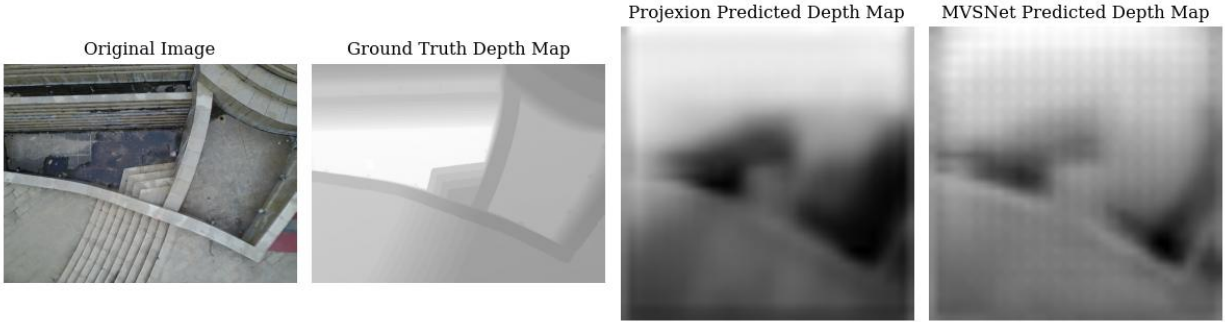 Original Image
Ground Truth Depth Map
Projexion Predicted Depth Map
MVSNet Predicted Depth Map